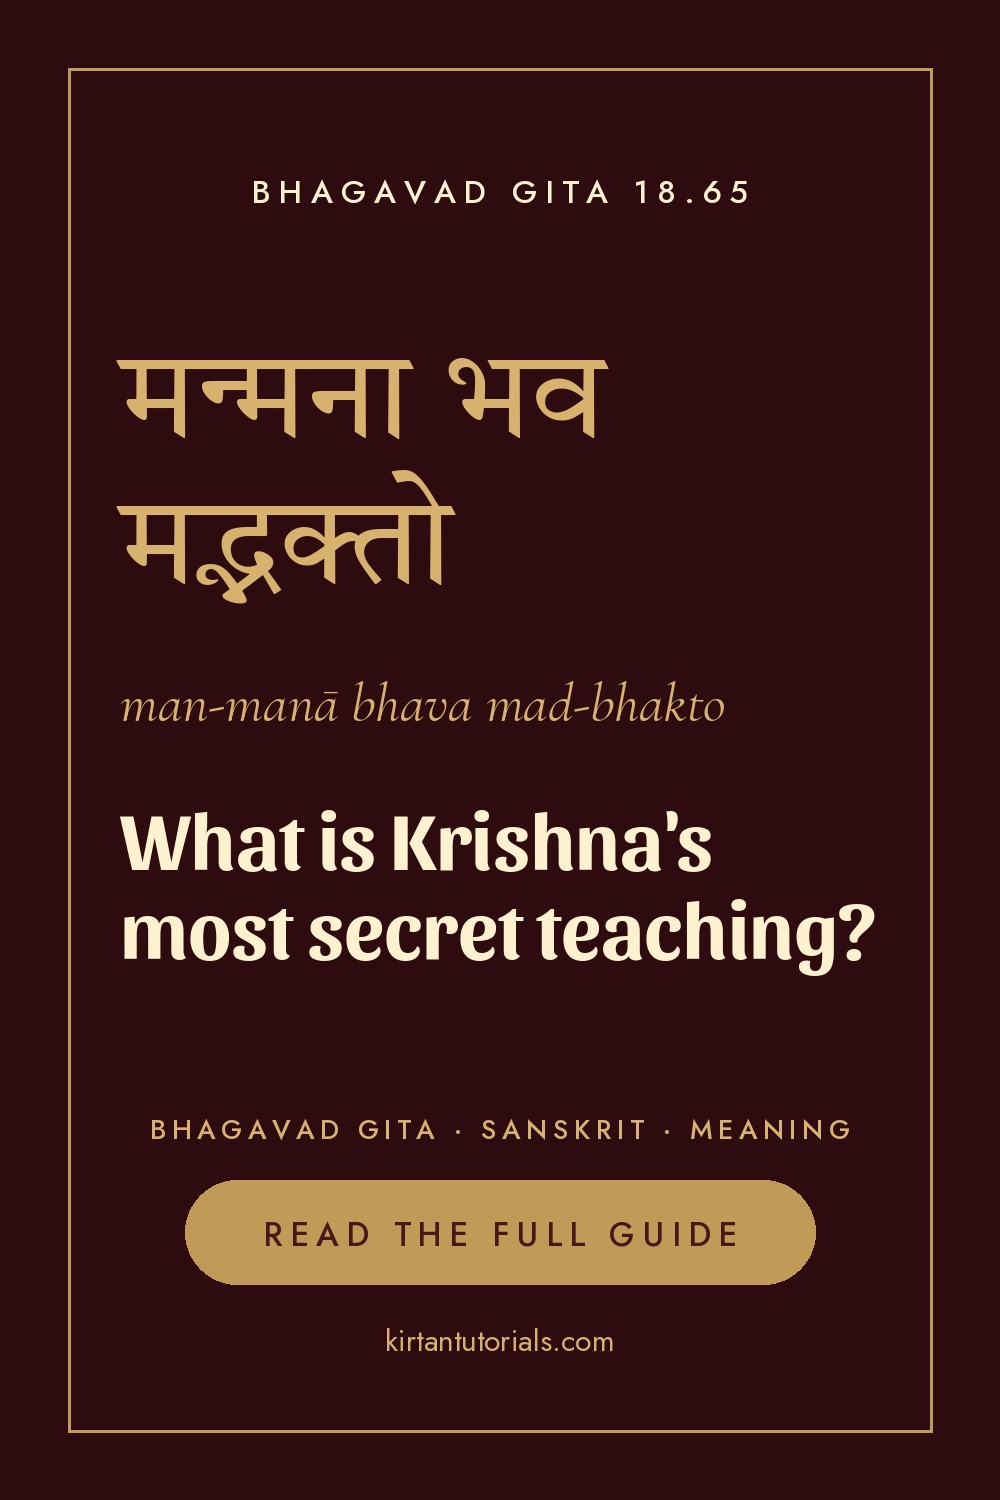 BHAGAVAD GITA 18.65
मन्मना भव
मद्भक्तो
man-manā bhava mad-bhakto
What is Krishna's
most secret teaching?
BHAGAVAD GITA · SANSKRIT · MEANING
READ THE FULL GUIDE
kirtantutorials.com